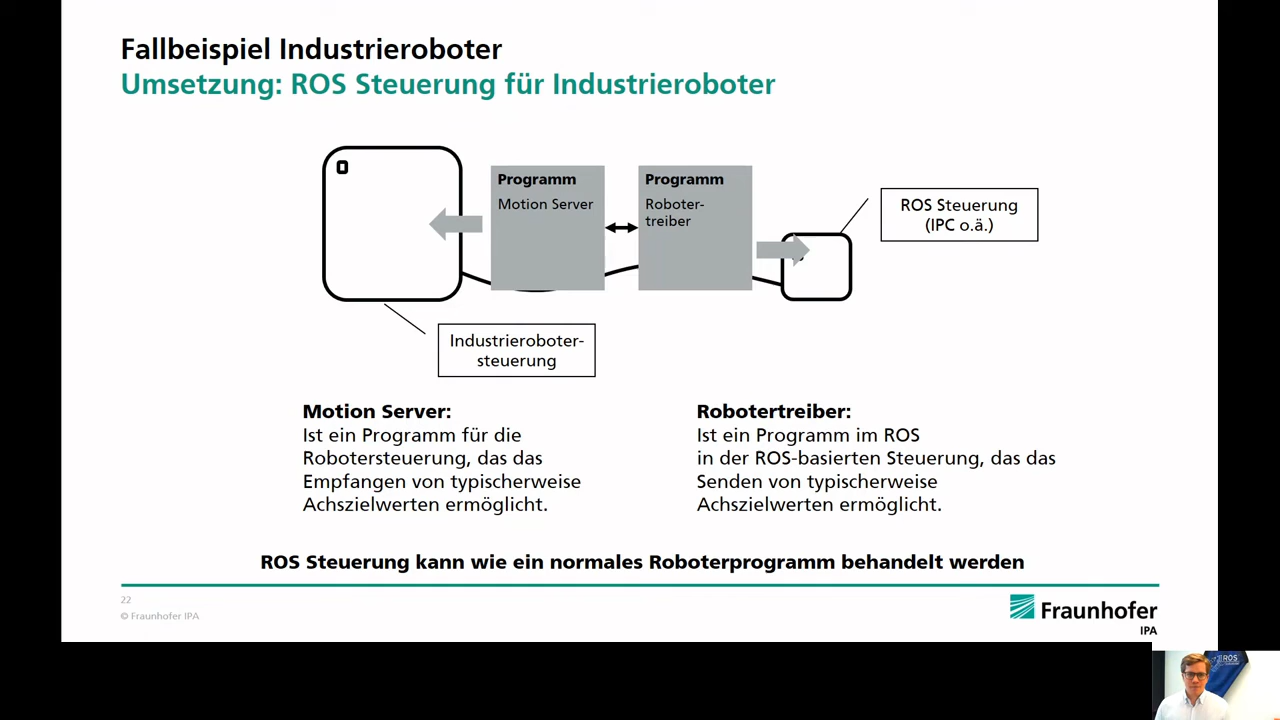 Fallbeispiel Industrieroboter
Umsetzung: ROS Steuerung für Industrieroboter
Programm
Motion Server
Programm
Roboter-
treiber
ROS Steuerung
(IPC o.ä.)
Industrieroboter-
steuerung
Motion Server:
Ist ein Programm für die
Robotersteuerung, das das
Empfangen von typischerweise
Achszielwerten ermöglicht.
Robotertreiber:
Ist ein Programm im ROS
in der ROS-basierten Steuerung, das das
Senden von typischerweise
Achszielwerten ermöglicht.
ROS Steuerung kann wie ein normales Roboterprogramm behandelt werden
22
© Fraunhofer IPA
Fraunhofer
IPA
ROS